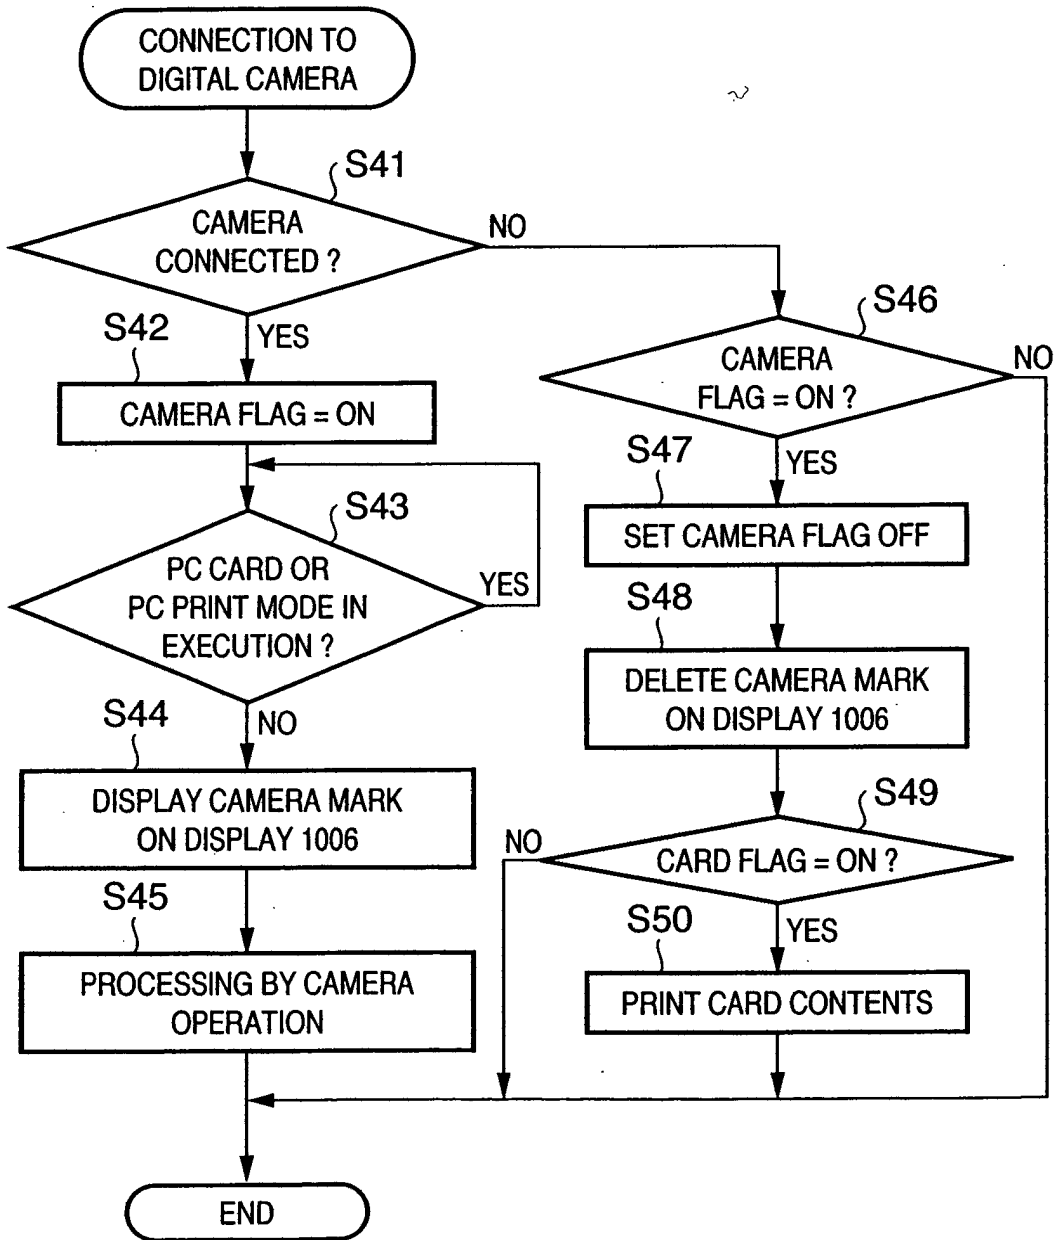 CONNECTION TO
DIGITAL CAMERA
S41
CAMERA
CONNECTED ?
NO
YES
S42
CAMERA FLAG = ON
S43
PC CARD OR
PC PRINT MODE IN
EXECUTION ?
YES
NO
S44
DISPLAY CAMERA MARK
ON DISPLAY 1006
S45
PROCESSING BY CAMERA
OPERATION
S46
CAMERA
FLAG = ON ?
NO
YES
S47
SET CAMERA FLAG OFF
S48
DELETE CAMERA MARK
ON DISPLAY 1006
S49
CARD FLAG = ON ?
NO
YES
S50
PRINT CARD CONTENTS
END